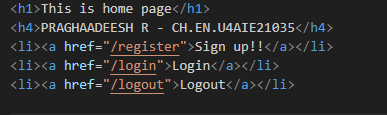 <h1>This is home page</h1>
<h4>PRAGHAADEESH R - CH.EN.U4AIE21035</h4>
<li><a href="/register">Sign up!!</a></li>
<li><a href="/login">Login</a></li>
<li><a href="/logout">Logout</a></li>